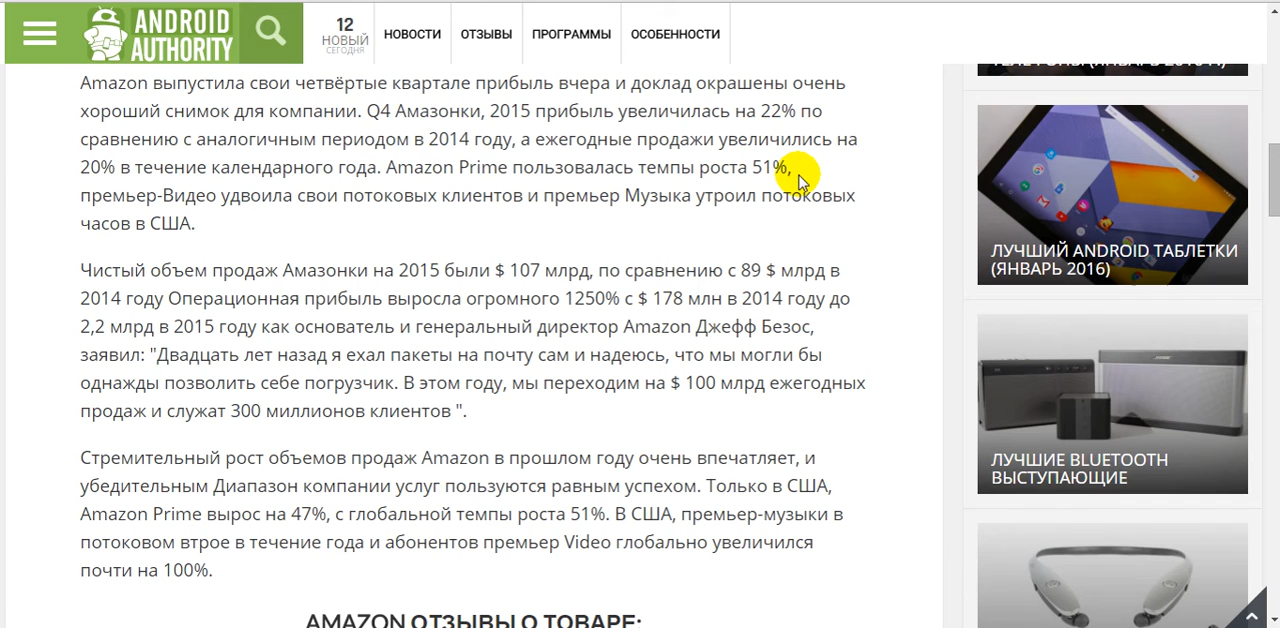 ANDROID AUTHORITY
12 НОВЫЙ СЕГОДНЯ
НОВОСТИ
ОТЗЫВЫ
ПРОГРАММЫ
ОСОБЕННОСТИ
Amazon выпустила свои четвёртые квартале прибыль вчера и доклад окрашены очень
хороший снимок для компании. Q4 Амазонки, 2015 прибыль увеличилась на 22% по
сравнению с аналогичным периодом в 2014 году, а ежегодные продажи увеличились на
20% в течение календарного года. Amazon Prime пользовалась темпы роста 51%,
премьер-Видео удвоила свои потоковых клиентов и премьер Музыка утроил потоковых
часов в США.
Чистый объем продаж Амазонки на 2015 были $ 107 млрд, по сравнению с 89 $ млрд в
2014 году Операционная прибыль выросла огромного 1250% с $ 178 млн в 2014 году до
2,2 млрд в 2015 году как основатель и генеральный директор Amazon Джефф Безос,
заявил: "Двадцать лет назад я ехал пакеты на почту сам и надеюсь, что мы могли бы
однажды позволить себе погрузчик. В этом году, мы переходим на $ 100 млрд ежегодных
продаж и служат 300 миллионов клиентов ".
Стремительный рост объемов продаж Amazon в прошлом году очень впечатляет, и
убедительным Диапазон компании услуг пользуются равным успехом. Только в США,
Amazon Prime вырос на 47%, с глобальной темпы роста 51%. В США, премьер-музыки в
потоковом втрое в течение года и абонентов премьер Video глобально увеличился
почти на 100%.
AMAZON ОТЗЫВЫ О ТОВАРЕ:
ЛУЧШИЙ ANDROID ТАБЛЕТКИ
(ЯНВАРЬ 2016)
ЛУЧШИЕ BLUETOOTH
ВЫСТУПАЮЩИЕ